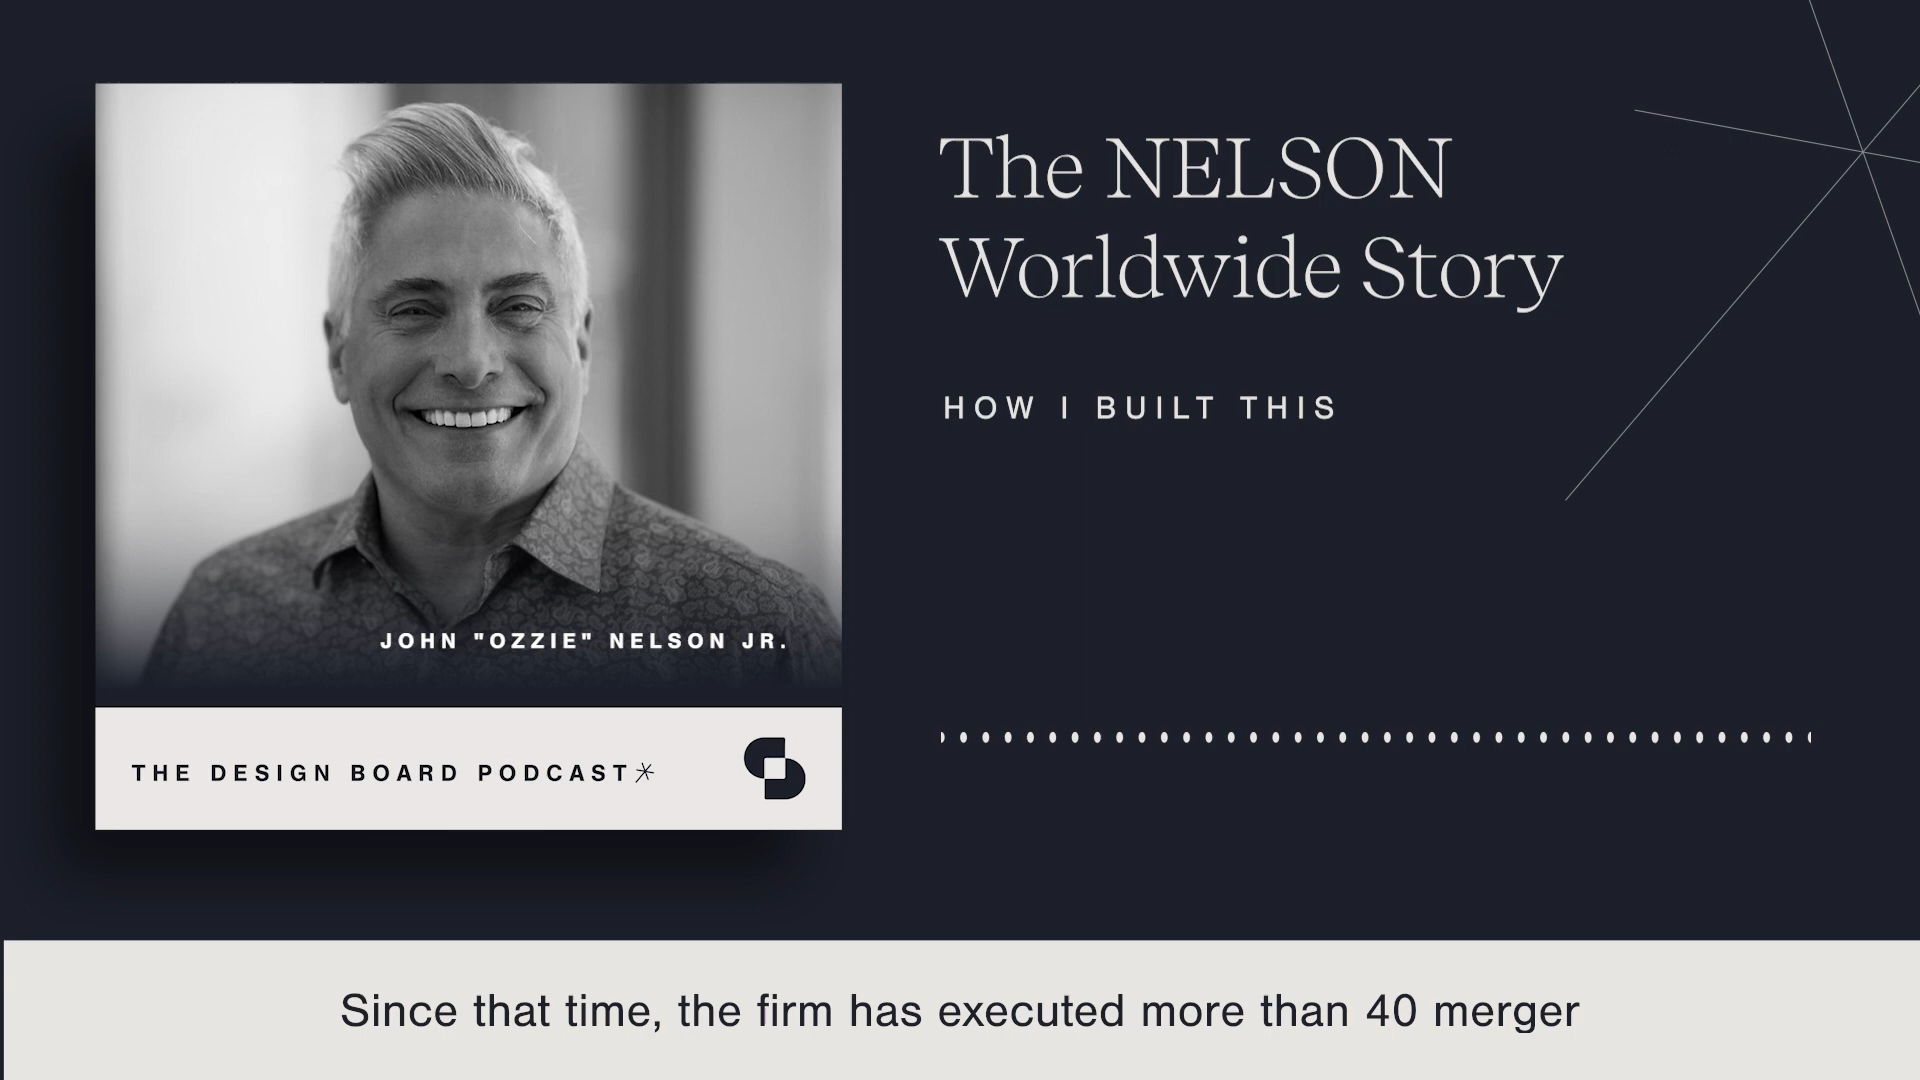 The NELSON
Worldwide Story
HOW I BUILT THIS
JOHN "OZZIE" NELSON JR.
THE DESIGN BOARD PODCAST
Since that time, the firm has executed more than 40 merger